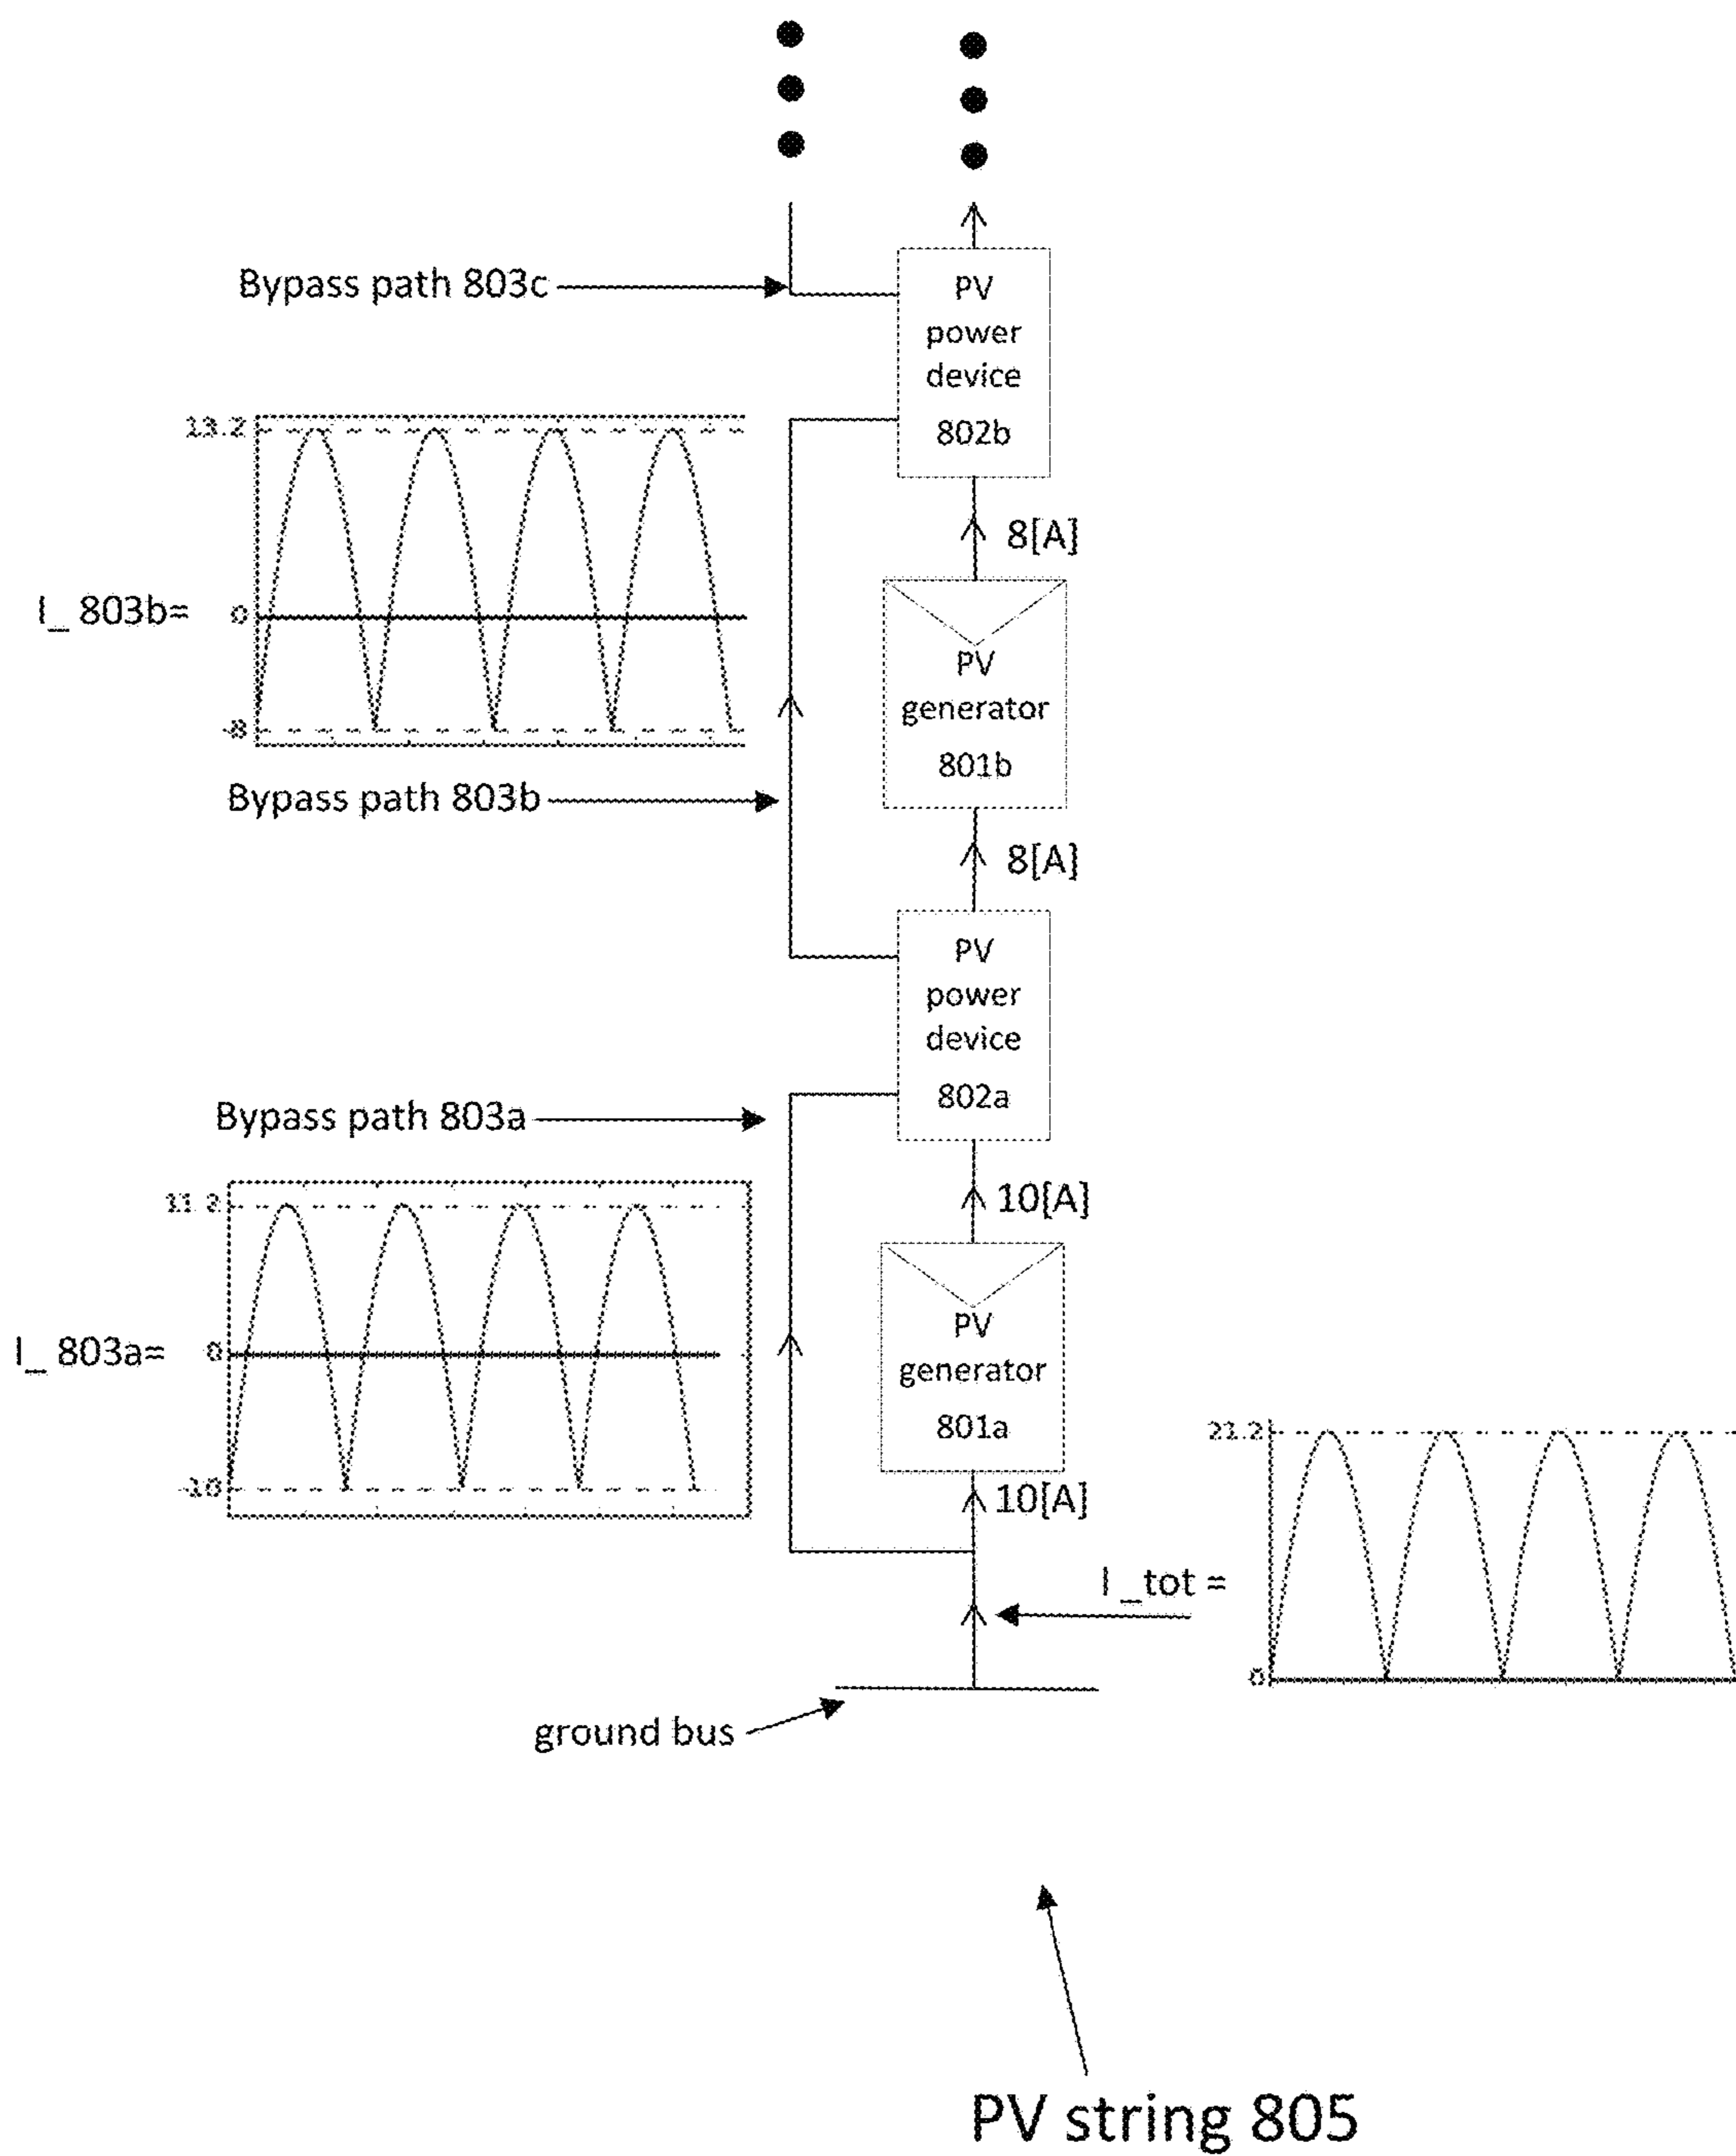 Bypass path 803c
PV
power
device
802b
13.2
0
-8
I_ 803b=
8[A]
PV
generator
801b
Bypass path 803b
8[A]
PV
power
device
802a
Bypass path 803a
10[A]
11.2
0
-10
I_ 803a=
PV
generator
801a
10[A]
21.2
0
I_tot =
ground bus
PV string 805